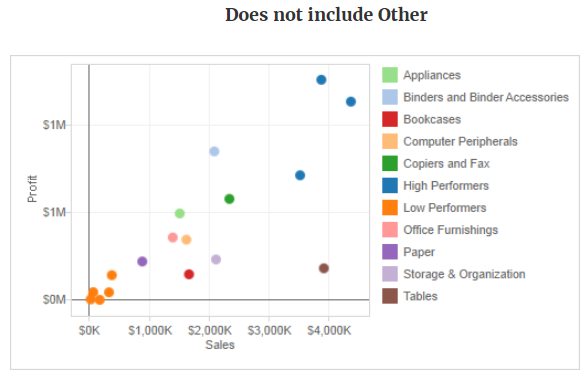 Does not include Other
Appliances
Binders and Binder Accessories
Bookcases
Computer Peripherals
Copiers and Fax
High Performers
Low Performers
Office Furnishings
Paper
Storage & Organization
Tables
Profit
$1M
$1M
$0M
$0K $1,000K $2,000K $3,000K $4,000K
Sales